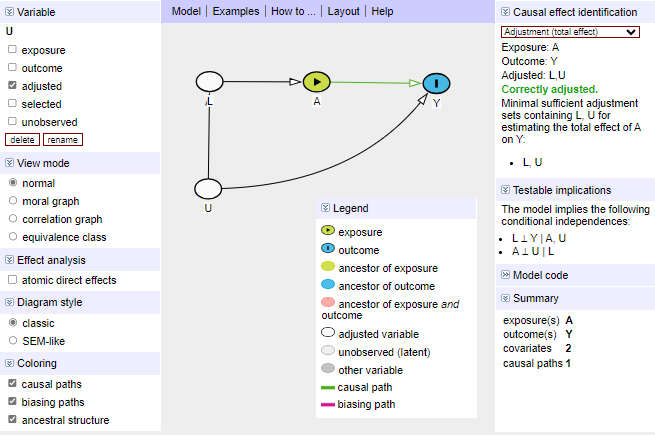 Variable
U
exposure
outcome
adjusted
selected
unobserved
delete rename
View mode
normal
moral graph
correlation graph
equivalence class
Effect analysis
atomic direct effects
Diagram style
classic
SEM-like
Coloring
causal paths
biasing paths
ancestral structure
Model | Examples | How to ... | Layout | Help
L
A
Y
U
Legend
exposure
outcome
ancestor of exposure
ancestor of outcome
ancestor of exposure and
outcome
adjusted variable
unobserved (latent)
other variable
causal path
biasing path
Causal effect identification
Adjustment (total effect)
Exposure: A
Outcome: Y
Adjusted: L,U
Correctly adjusted.
Minimal sufficient adjustment
sets containing L, U for
estimating the total effect of A
on Y:
• L, U
Testable implications
The model implies the following
conditional independences:
• L ⊥ Y | A, U
• A ⊥ U | L
Model code
Summary
exposure(s) A
outcome(s) Y
covariates 2
causal paths 1